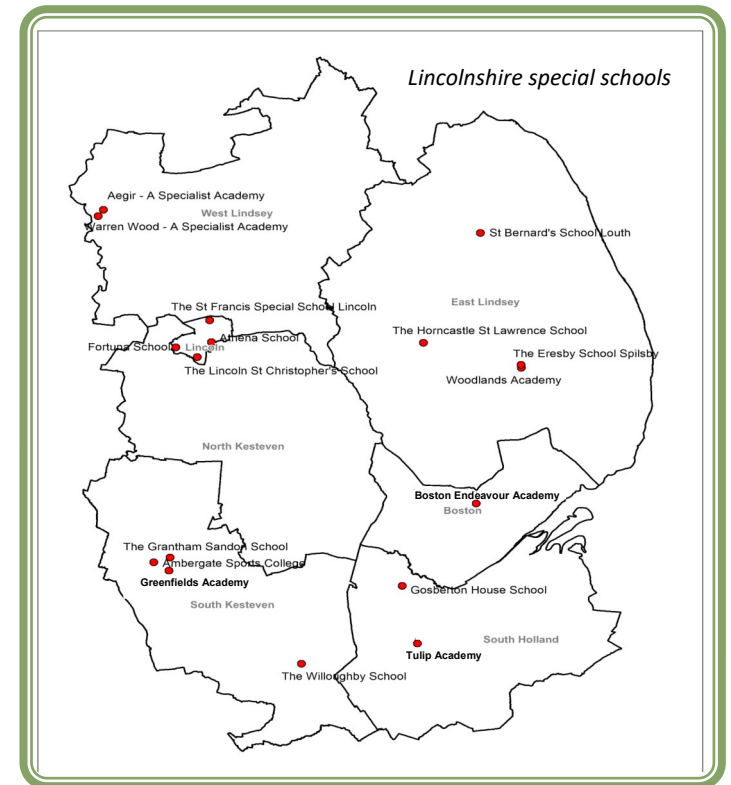 Lincolnshire special schools
Aegir - A Specialist Academy
West Lindsey
Warren Wood - A Specialist Academy
St Bernard's School Louth
East Lindsey
The St Francis Special School Lincoln
Athena School
Fortuna School
Lincoln
The Lincoln St Christopher's School
The Horncastle St Lawrence School
The Eresby School Spilsby
Woodlands Academy
North Kesteven
Boston Endeavour Academy
Boston
The Grantham Sandon School
Ambergate Sports College
Greenfields Academy
South Kesteven
Gosberton House School
South Holland
Tulip Academy
The Willoughby School